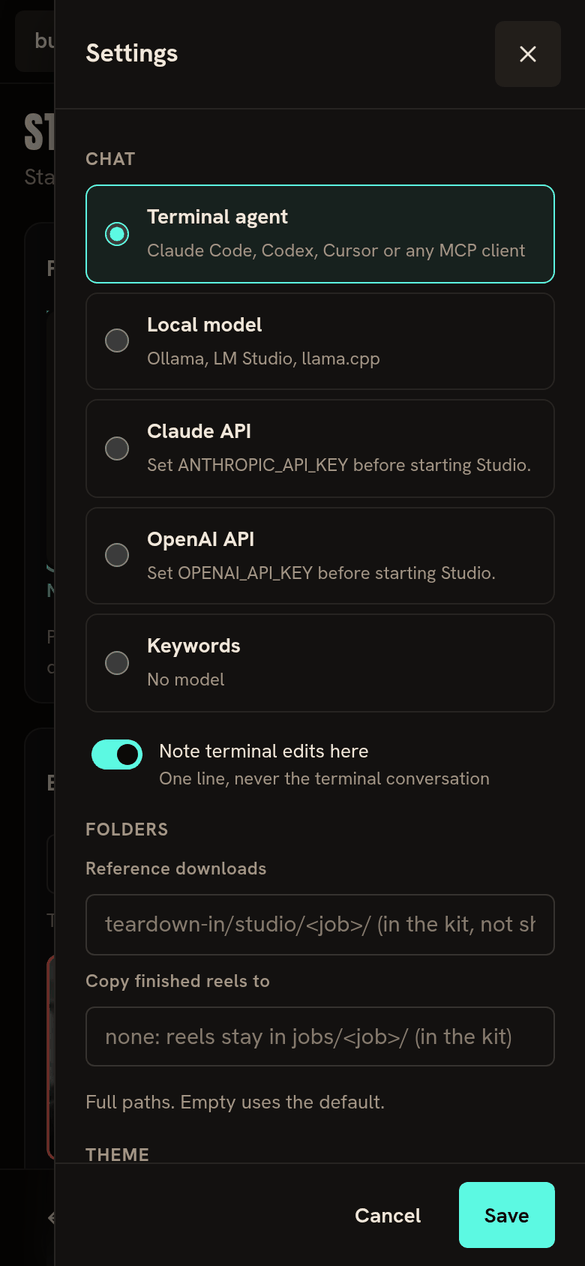 Settings
CHAT
Terminal agent
Claude Code, Codex, Cursor or any MCP client
Local model
Ollama, LM Studio, llama.cpp
Claude API
Set ANTHROPIC_API_KEY before starting Studio.
OpenAI API
Set OPENAI_API_KEY before starting Studio.
Keywords
No model
Note terminal edits here
One line, never the terminal conversation
FOLDERS
Reference downloads
teardown-in/studio/<job>/ (in the kit, not sh
Copy finished reels to
none: reels stay in jobs/<job>/ (in the kit)
Full paths. Empty uses the default.
THEME
Cancel
Save